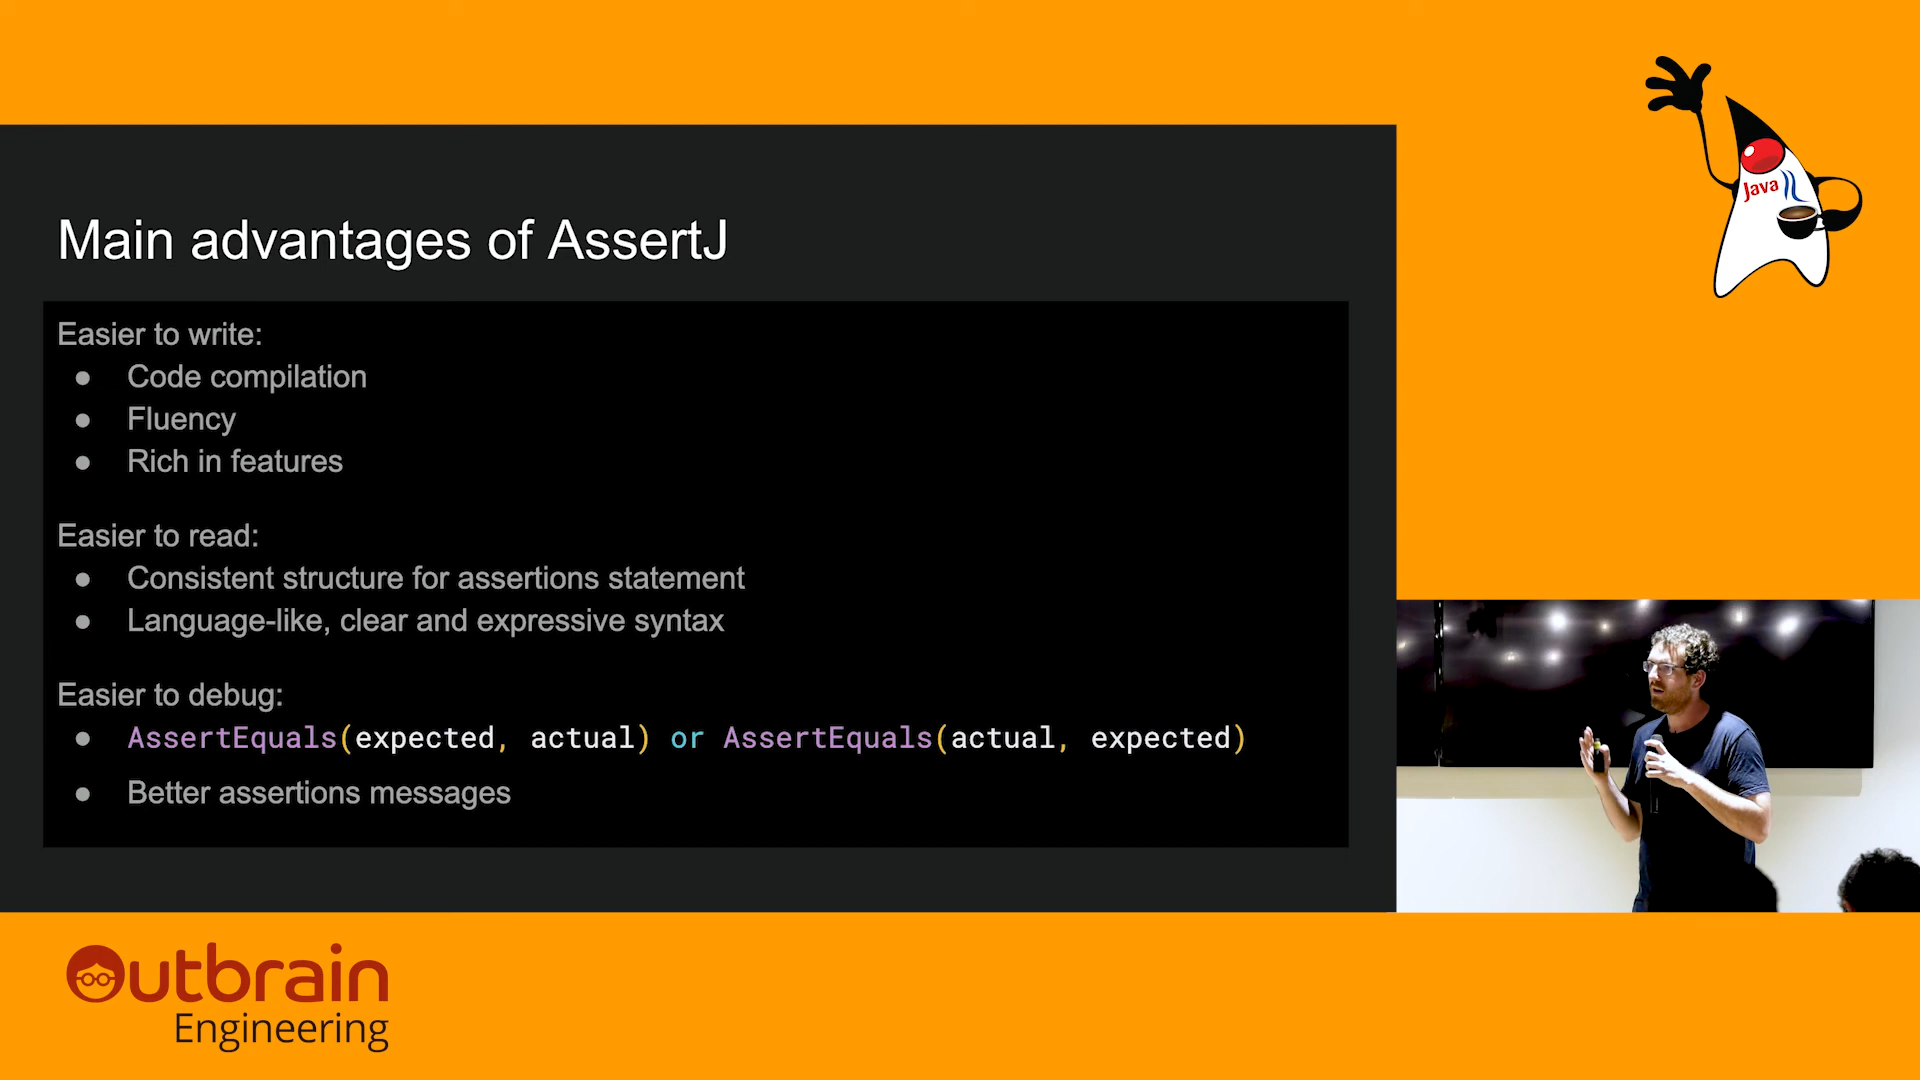 Java
Main advantages of AssertJ
Easier to write:
● Code compilation
● Fluency
● Rich in features
Easier to read:
● Consistent structure for assertions statement
● Language-like, clear and expressive syntax
Easier to debug:
● AssertEquals(expected, actual) or AssertEquals(actual, expected)
● Better assertions messages
Outbrain
Engineering